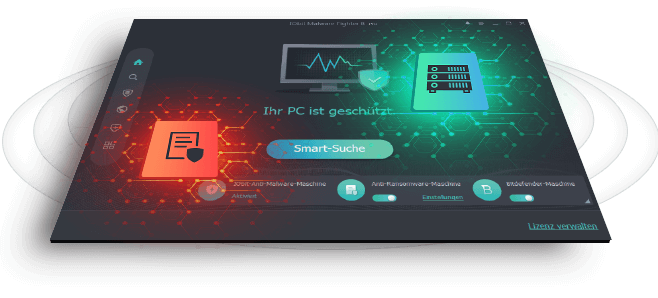 IObit Malware Fighter 8 PRO
Ihr PC ist geschützt
Smart-Suche
IObit-Anti-Malware-Maschine
Aktiviert
Anti-Ransomware-Maschine
Einstellungen
Bitdefender-Maschine
Lizenz verwalten